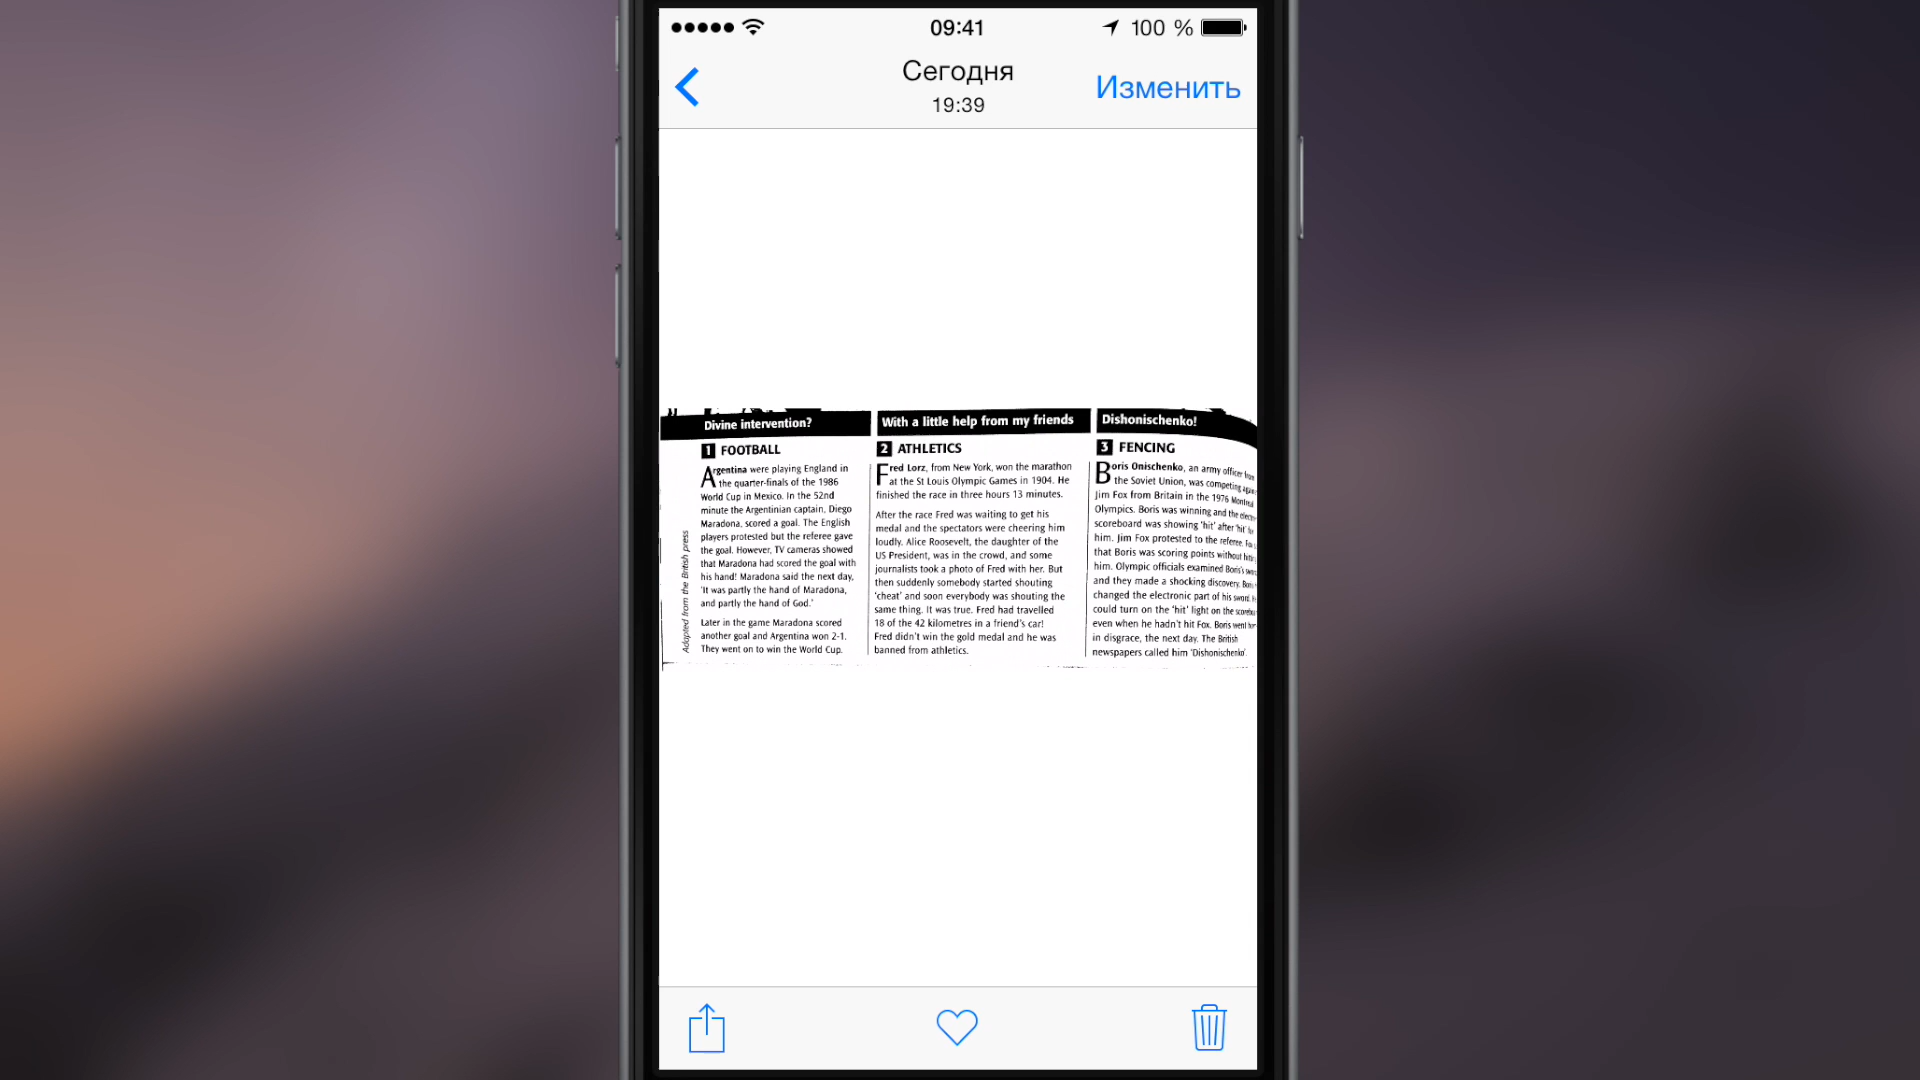 09:41
100 %
Сегодня
19:39
Изменить
Divine intervention?
1 FOOTBALL
Argentina were playing England in
the quarter-finals of the 1986
World Cup in Mexico. In the 52nd
minute the Argentinian captain, Diego
Maradona, scored a goal. The English
players protested but the referee gave
the goal. However, TV cameras showed
that Maradona had scored the goal with
his hand! Maradona said the next day,
'It was partly the hand of Maradona,
and partly the hand of God.'
Later in the game Maradona scored
another goal and Argentina won 2-1.
They went on to win the World Cup.
Adapted from the British press
With a little help from my friends
2 ATHLETICS
Fred Lorz, from New York, won the marathon
at the St Louis Olympic Games in 1904. He
finished the race in three hours 13 minutes.
After the race Fred was waiting to get his
medal and the spectators were cheering him
loudly. Alice Roosevelt, the daughter of the
US President, was in the crowd, and some
journalists took a photo of Fred with her. But
then suddenly somebody started shouting
'cheat' and soon everybody was shouting the
same thing. It was true. Fred had travelled
18 of the 42 kilometres in a friend's car!
Fred didn't win the gold medal and he was
banned from athletics.
Dishonischenko!
3 FENCING
Boris Onischenko, an army officer from
the Soviet Union, was competing
Jim Fox from Britain in the 1976 Montreal
Olympics. Boris was winning and the
scoreboard was showing 'hit' after 'hit'
him. Jim Fox protested to the referee.
that Boris was scoring points without
him. Olympic officials examined Boris's
and they made a shocking discovery.
changed the electronic part of his sword.
could turn on the 'hit' light on the
even when he hadn't hit Fox. Boris went
in disgrace, the next day. The British
newspapers called him 'Dishonischenko'.